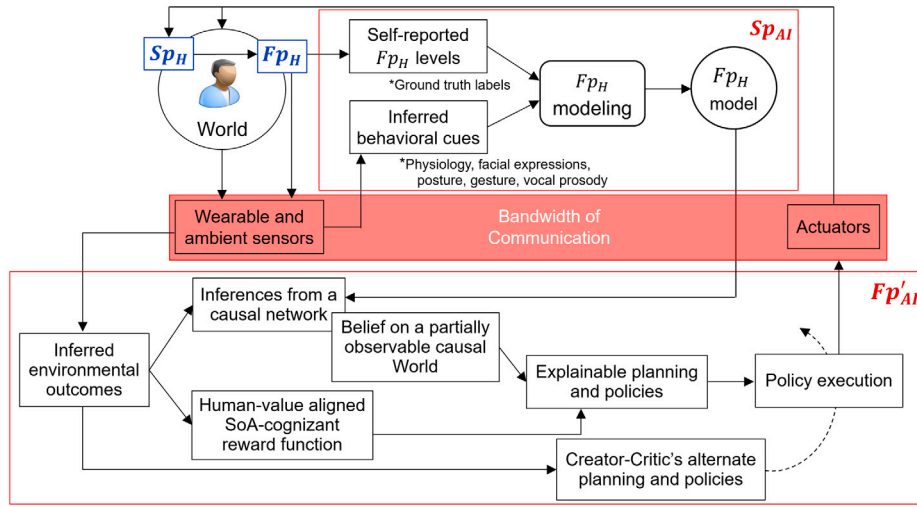 Sp_H
Fp_H
World
Self-reported
Fp_H levels
*Ground truth labels
Inferred
behavioral cues
*Physiology, facial expressions,
posture, gesture, vocal prosody
Fp_H
modeling
Fp_H
model
Sp_AI
Wearable and
ambient sensors
Bandwidth of
Communication
Actuators
Fp'_AI
Inferences from a
causal network
Belief on a partially
observable causal
World
Inferred
environmental
outcomes
Human-value aligned
SoA-cognizant
reward function
Explainable planning
and policies
Policy execution
Creator-Critic's alternate
planning and policies